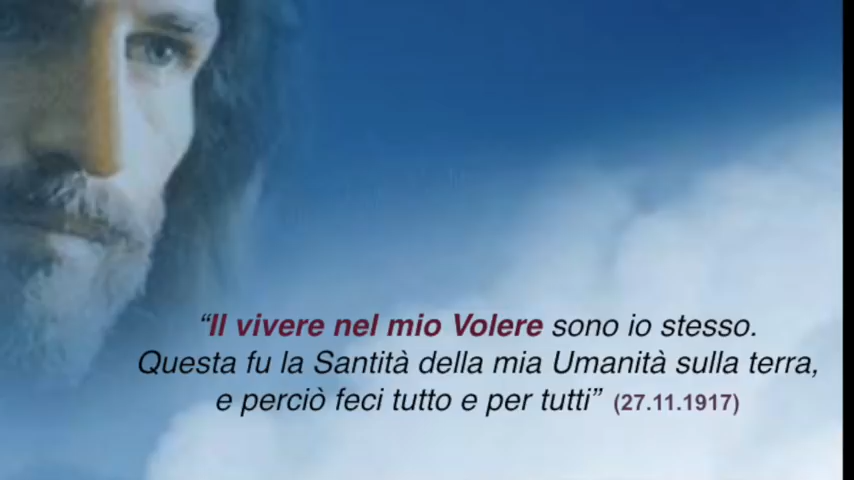 “Il vivere nel mio Volere sono io stesso.
Questa fu la Santità della mia Umanità sulla terra,
e perciò feci tutto e per tutti” (27.11.1917)